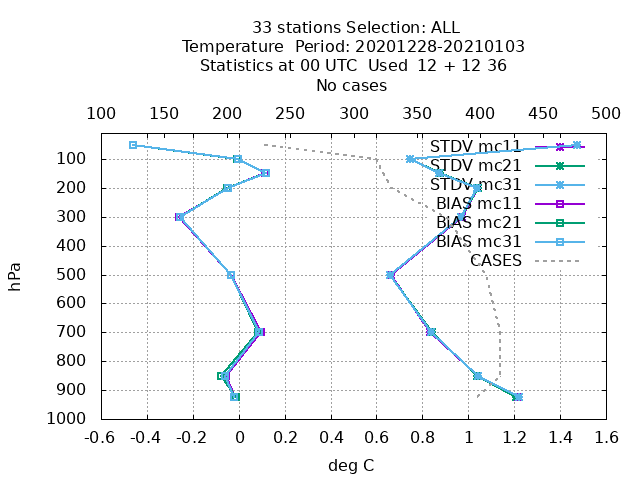 33 stations Selection: ALL
Temperature  Period: 20201228-20210103
Statistics at 00 UTC  Used  12 + 12 36
No cases
100 150 200 250 300 350 400 450 500
STDV mc11
STDV mc21
STDV mc31
BIAS mc11
BIAS mc21
BIAS mc31
CASES
hPa
100
200
300
400
500
600
700
800
900
1000
-0.6 -0.4 -0.2 0 0.2 0.4 0.6 0.8 1 1.2 1.4 1.6
deg C